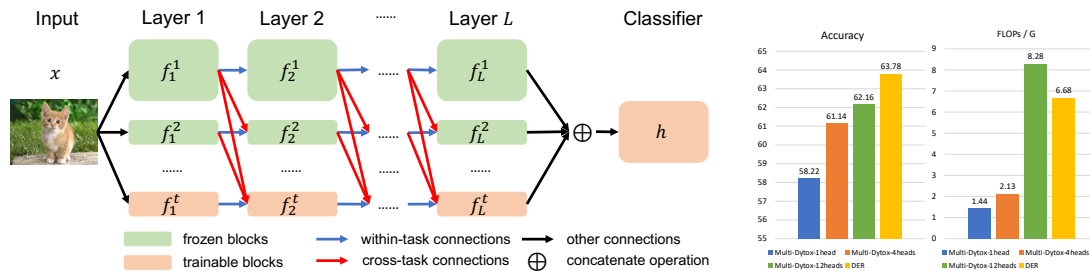 Input Layer 1 Layer 2 ...... Layer L Classifier
x
f_1^1 f_2^1 ...... f_L^1
f_1^2 f_2^2 ...... f_L^2
...... ...... ......
f_1^t f_2^t ...... f_L^t
⊕ h
frozen blocks within-task connections other connections
trainable blocks cross-task connections ⊕ concatenate operation
Accuracy
65
64
63
62
61
60
59
58
57
56
55
58.22
61.14
62.16
63.78
Multi-Dytox-1head Multi-Dytox-4heads
Multi-Dytox-12heads DER
FLOPs / G
9
8
7
6
5
4
3
2
1
0
1.44
2.13
8.28
6.68
Multi-Dytox-1head Multi-Dytox-4heads
Multi-Dytox-12heads DER